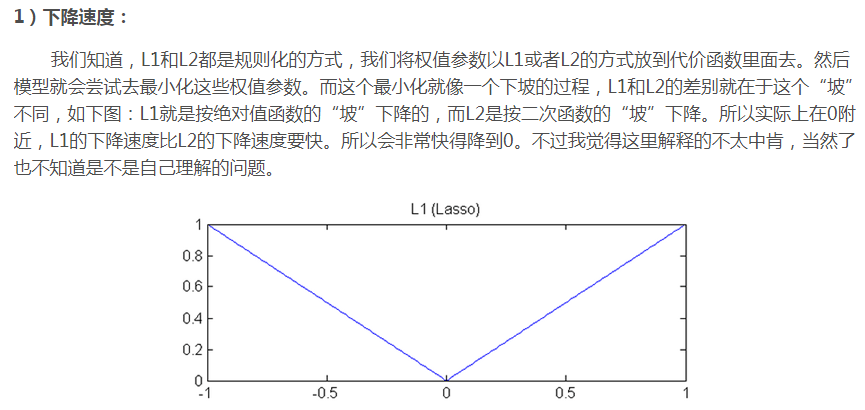 1）下降速度：
我们知道，L1和L2都是规则化的方式，我们将权值参数以L1或者L2的方式放到代价函数里面去。然后
模型就会尝试去最小化这些权值参数。而这个最小化就像一个下坡的过程，L1和L2的差别就在于这个“坡”
不同，如下图：L1就是按绝对值函数的“坡”下降的，而L2是按二次函数的“坡”下降。所以实际上在0附
近，L1的下降速度比L2的下降速度要快。所以会非常快得降到0。不过我觉得这里解释的不太中肯，当然了
也不知道是不是自己理解的问题。
L1 (Lasso)
1
0.8
0.6
0.4
0.2
0
-1 -0.5 0 0.5 1